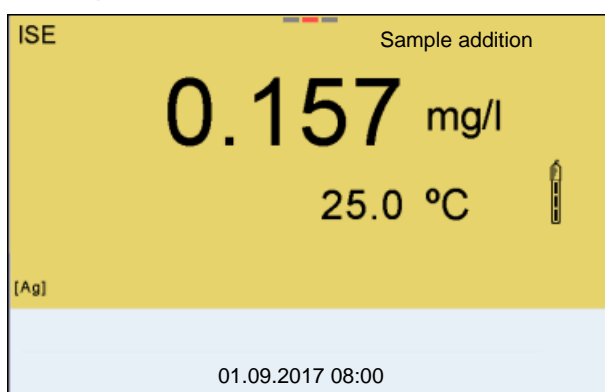 ISE
Sample addition
0.157 mg/l
25.0 ºC
[Ag]
01.09.2017 08:00